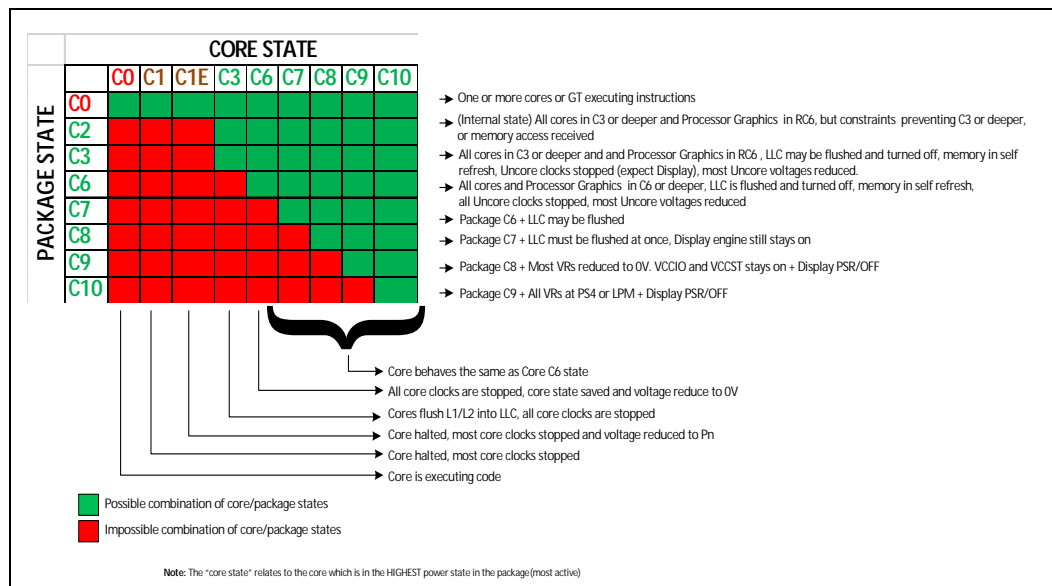 CORE STATE
PACKAGE STATE
C0 C1 C1E C3 C6 C7 C8 C9 C10
C0
C2
C3
C6
C7
C8
C9
C10
One or more cores or GT executing instructions
(Internal state) All cores in C3 or deeper and Processor Graphics in RC6, but constraints preventing C3 or deeper,
or memory access received
All cores in C3 or deeper and and Processor Graphics in RC6 , LLC may be flushed and turned off, memory in self
refresh, Uncore clocks stopped (expect Display), most Uncore voltages reduced.
All cores and Processor Graphics in C6 or deeper, LLC is flushed and turned off, memory in self refresh,
all Uncore clocks stopped, most Uncore voltages reduced
Package C6 + LLC may be flushed
Package C7 + LLC must be flushed at once, Display engine still stays on
Package C8 + Most VRs reduced to 0V. VCCIO and VCCST stays on + Display PSR/OFF
Package C9 + All VRs at PS4 or LPM + Display PSR/OFF
Core behaves the same as Core C6 state
All core clocks are stopped, core state saved and voltage reduce to 0V
Cores flush L1/L2 into LLC, all core clocks are stopped
Core halted, most core clocks stopped and voltage reduced to Pn
Core halted, most core clocks stopped
Core is executing code
Possible combination of core/package states
Impossible combination of core/package states
Note: The "core state" relates to the core which is in the HIGHEST power state in the package (most active)